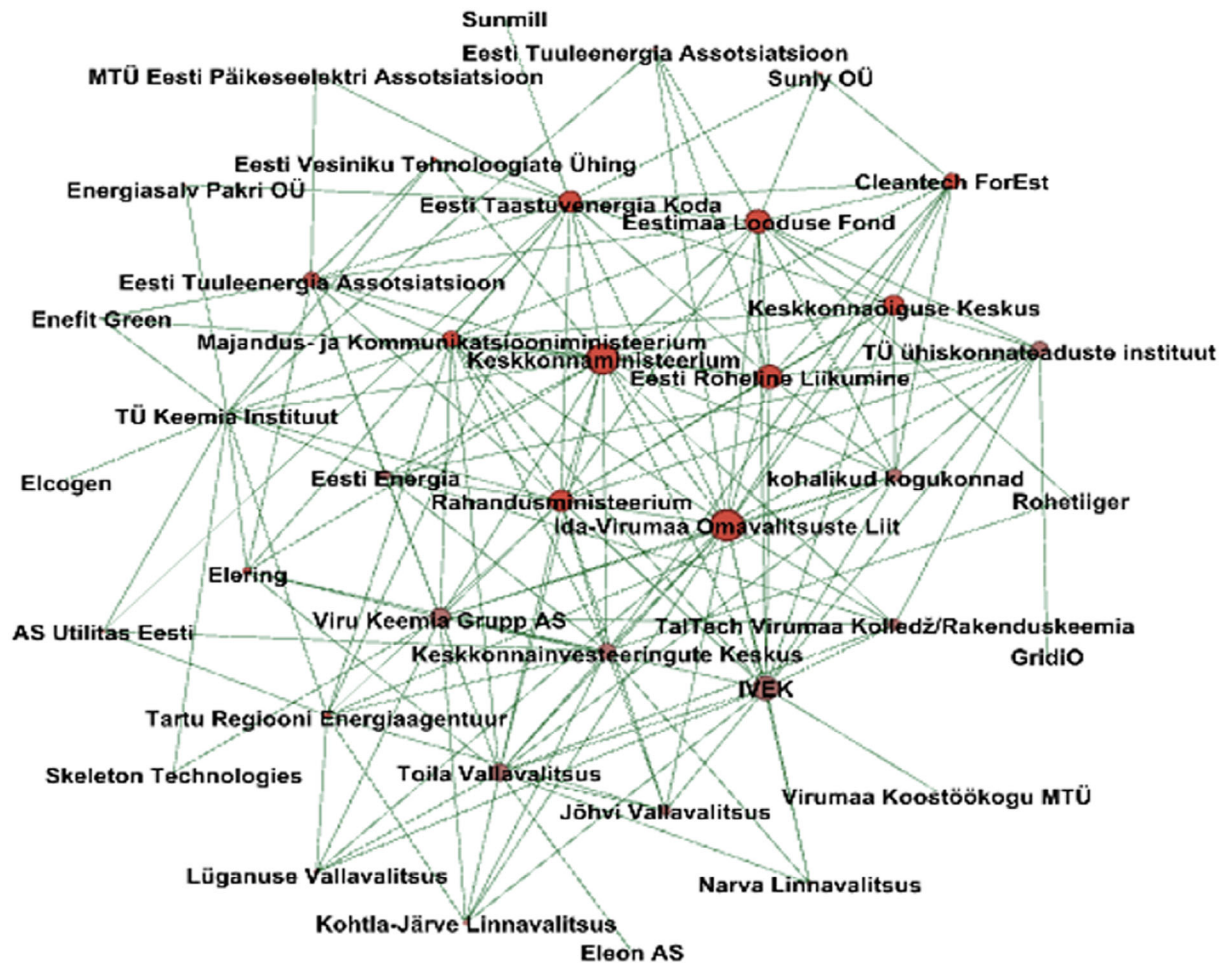 Sunmill
Eesti Tuuleenergia Assotsiatsioon
MTÜ Eesti Päikeseelektri Assotsiatsioon
Sunly OÜ
Eesti Vesiniku Tehnoloogiate Ühing
Energiasalv Pakri OÜ
Cleantech ForEst
Eesti Taastuvenergia Koda
Eestimaa Looduse Fond
Eesti Tuuleenergia Assotsiatsioon
Keskkonnaõiguse Keskus
Enefit Green
Majandus- ja Kommunikatsiooniministeerium
TÜ ühiskonnateaduste instituut
Keskkonnaministeerium
Eesti Roheline Liikumine
TÜ Keemia Instituut
Elcogen
Eesti Energia
kohalikud kogukonnad
Rahandusministeerium
Rohetiiger
Ida-Virumaa Omavalitsuste Liit
Elering
Viru Keemia Grupp AS
AS Utilitas Eesti
TalTech Virumaa Kolledž/Rakenduskeemia
Keskkonnainvesteeringute Keskus
GridIO
IVEK
Tartu Regiooni Energiaagentuur
Skeleton Technologies
Toila Vallavalitsus
Virumaa Koostöökogu MTÜ
Jõhvi Vallavalitsus
Lüganuse Vallavalitsus
Narva Linnavalitsus
Kohtla-Järve Linnavalitsus
Eleon AS